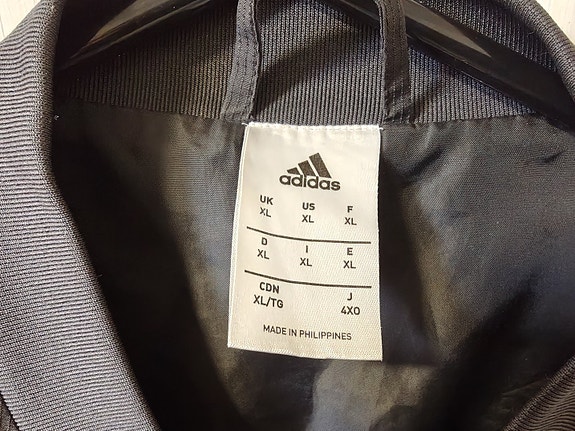 adidas
UK US F
XL XL XL
D I E
XL XL XL
CDN J
XL/TG 4XO
MADE IN PHILIPPINES